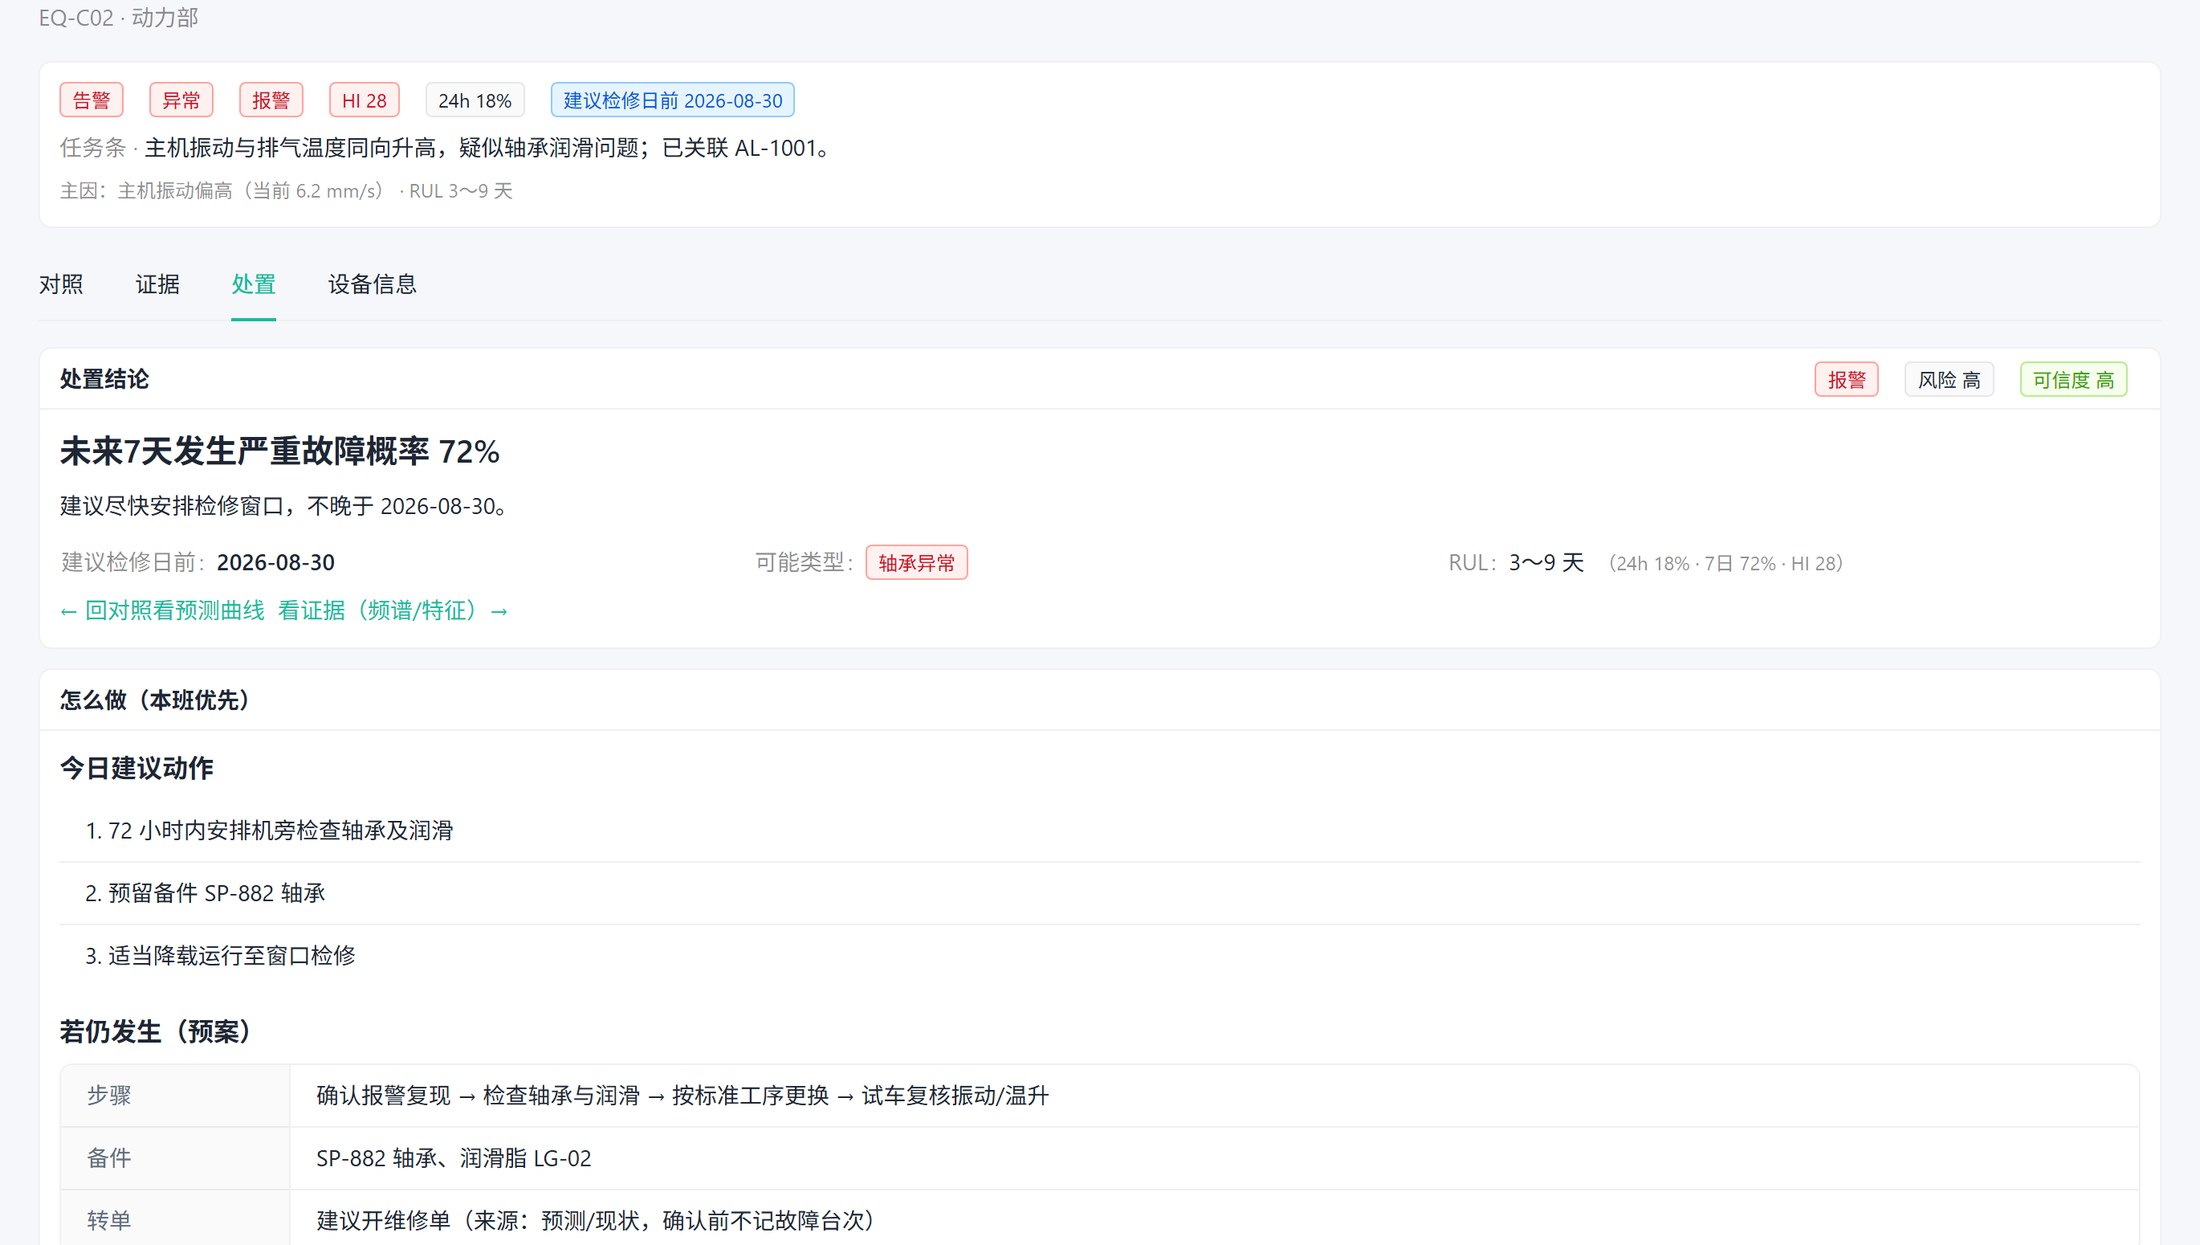 EQ-C02 · 动力部
告警 异常 报警 HI 28 24h 18% 建议检修日前 2026-08-30
任务条 · 主机振动与排气温度同向升高，疑似轴承润滑问题；已关联 AL-1001。
主因：主机振动偏高（当前 6.2 mm/s） · RUL 3～9 天
对照 证据 处置 设备信息
处置结论 报警 风险 高 可信度 高
未来7天发生严重故障概率 72%
建议尽快安排检修窗口，不晚于 2026-08-30。
建议检修日前： 2026-08-30 可能类型： 轴承异常 RUL： 3～9 天 （24h 18% · 7日 72% · HI 28）
← 回对照看预测曲线 看证据（频谱/特征） →
怎么做（本班优先）
今日建议动作
1. 72 小时内安排机旁检查轴承及润滑
2. 预留备件 SP-882 轴承
3. 适当降载运行至窗口检修
若仍发生（预案）
步骤 确认报警复现 → 检查轴承与润滑 → 按标准工序更换 → 试车复核振动/温升
备件 SP-882 轴承、润滑脂 LG-02
转单 建议开维修单（来源：预测/现状，确认前不记故障台次）